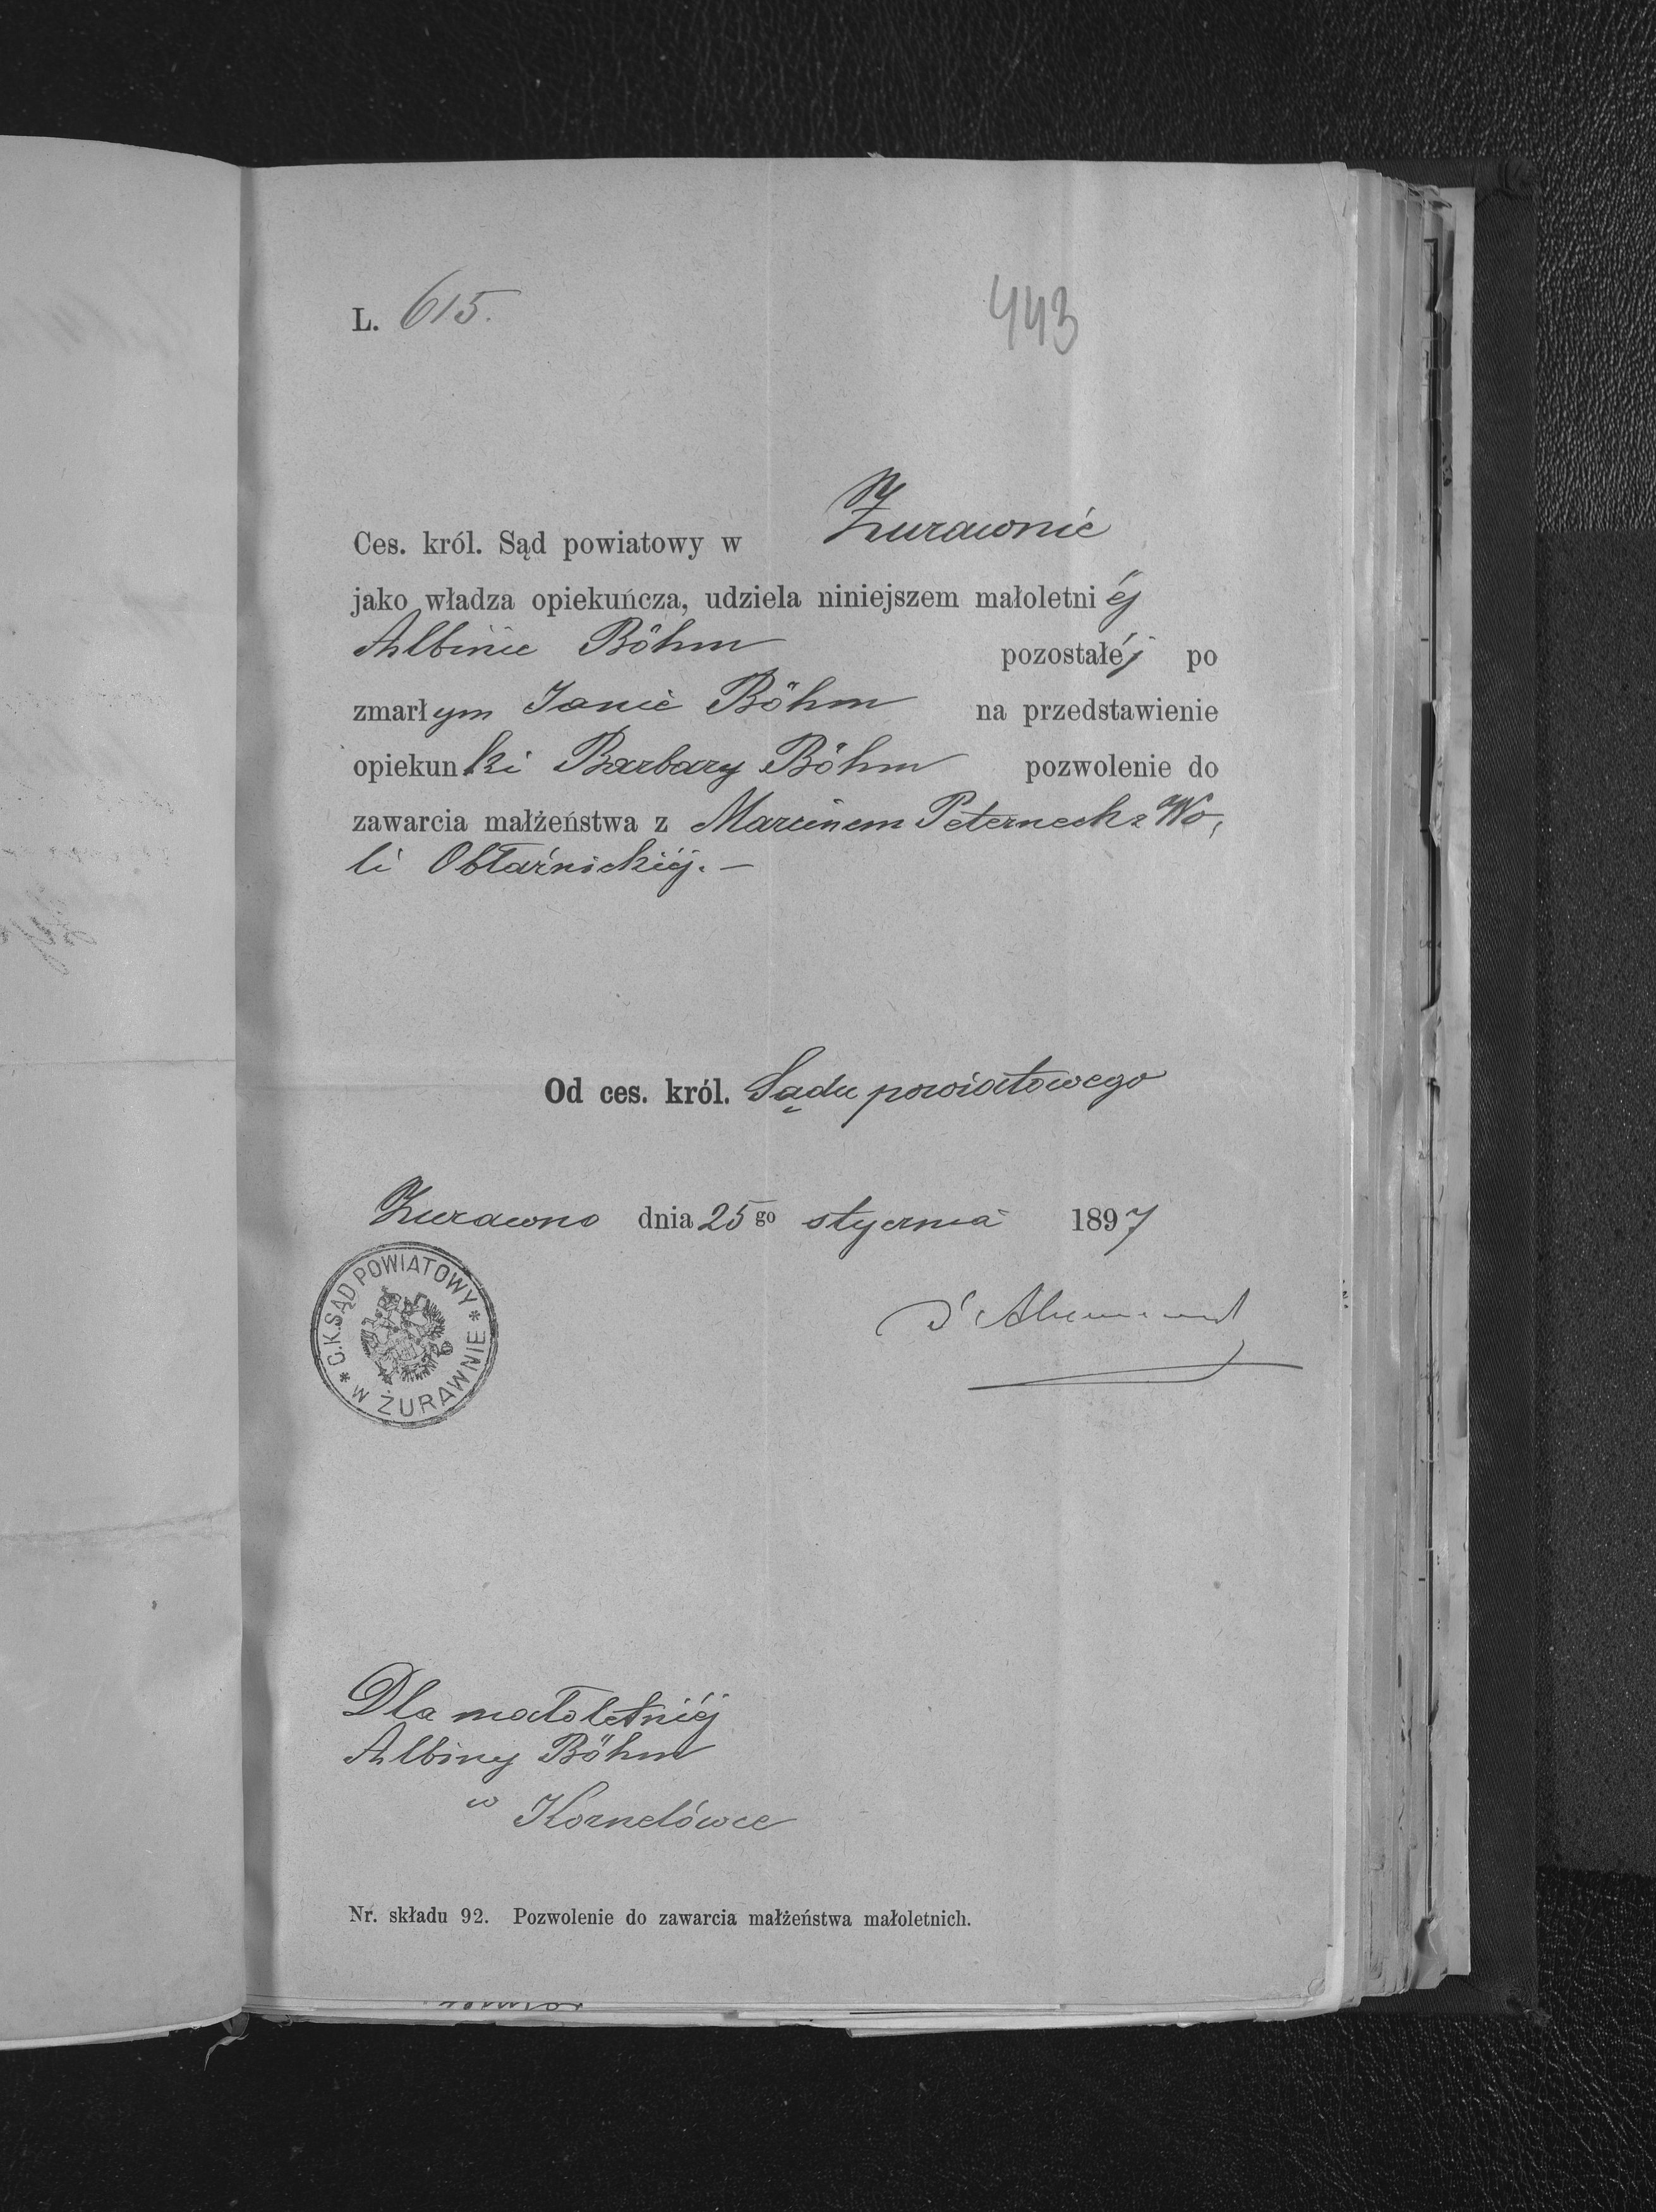 L. 615.
443
Ces. król. Sąd powiatowy w Żurawnie
jako władza opiekuńcza, udziela niniejszem małoletniéj
Albinie Böhm pozostałéj po
zmarłym Janie Böhm na przedstawienie
opiekunki Barbary Böhm pozwolenie do
zawarcia małżeństwa z Marcinem Peterneck z Wo,
li Obłaźnickiéj. —
Od ces. król. Sądu powiatowego
Żurawno dnia 25 go stycznia 1897
C.K. SĄD POWIATOWY
W ŻURAWNIE
Dla małoletniéj
Albiny Böhm
w Kornelówce
Nr. składu 92. Pozwolenie do zawarcia małżeństwa małoletnich.